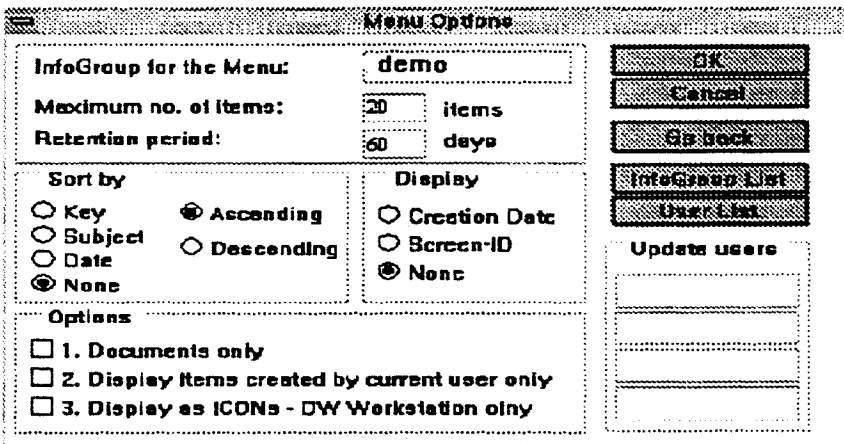 Menu Options
InfoGroup for the Menu: demo
Maximum no. of items: 20 items
Retention period: 60 days
OK
Cancel
Go back
InfoGroup List
User List
Sort by
Key
Subject
Date
None
Ascending
Descending
Display
Creation Date
Screen-ID
None
Update users
Options
1. Documents only
2. Display items created by current user only
3. Display as ICONs - DW Workstation olny